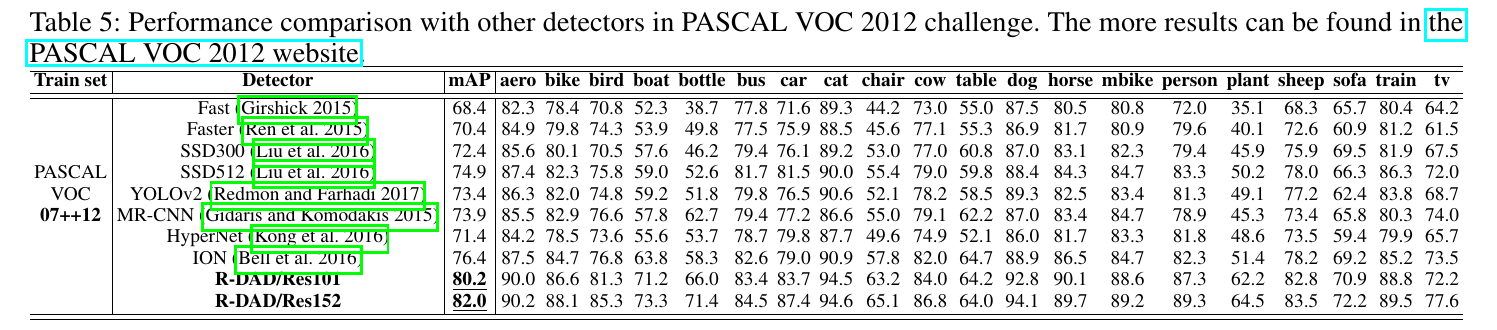 Table 5: Performance comparison with other detectors in PASCAL VOC 2012 challenge. The more results can be found in the
PASCAL VOC 2012 website.
Train set Detector mAP aero bike bird boat bottle bus car cat chair cow table dog horse mbike person plant sheep sofa train tv
Fast (Girshick 2015) 68.4 82.3 78.4 70.8 52.3 38.7 77.8 71.6 89.3 44.2 73.0 55.0 87.5 80.5 80.8 72.0 35.1 68.3 65.7 80.4 64.2
Faster (Ren et al. 2015) 70.4 84.9 79.8 74.3 53.9 49.8 77.5 75.9 88.5 45.6 77.1 55.3 86.9 81.7 80.9 79.6 40.1 72.6 60.9 81.2 61.5
SSD300 (Liu et al. 2016) 72.4 85.6 80.1 70.5 57.6 46.2 79.4 76.1 89.2 53.0 77.0 60.8 87.0 83.1 82.3 79.4 45.9 75.9 69.5 81.9 67.5
PASCAL SSD512 (Liu et al. 2016) 74.9 87.4 82.3 75.8 59.0 52.6 81.7 81.5 90.0 55.4 79.0 59.8 88.4 84.3 84.7 83.3 50.2 78.0 66.3 86.3 72.0
VOC YOLOv2 (Redmon and Farhadi 2017) 73.4 86.3 82.0 74.8 59.2 51.8 79.8 76.5 90.6 52.1 78.2 58.5 89.3 82.5 83.4 81.3 49.1 77.2 62.4 83.8 68.7
07++12 MR-CNN (Gidaris and Komodakis 2015) 73.9 85.5 82.9 76.6 57.8 62.7 79.4 77.2 86.6 55.0 79.1 62.2 87.0 83.4 84.7 78.9 45.3 73.4 65.8 80.3 74.0
HyperNet (Kong et al. 2016) 71.4 84.2 78.5 73.6 55.6 53.7 78.7 79.8 87.7 49.6 74.9 52.1 86.0 81.7 83.3 81.8 48.6 73.5 59.4 79.9 65.7
ION (Bell et al. 2016) 76.4 87.5 84.7 76.8 63.8 58.3 82.6 79.0 90.9 57.8 82.0 64.7 88.9 86.5 84.7 82.3 51.4 78.2 69.2 85.2 73.5
R-DAD/Res101 80.2 90.0 86.6 81.3 71.2 66.0 83.4 83.7 94.5 63.2 84.0 64.2 92.8 90.1 88.6 87.3 62.2 82.8 70.9 88.8 72.2
R-DAD/Res152 82.0 90.2 88.1 85.3 73.3 71.4 84.5 87.4 94.6 65.1 86.8 64.0 94.1 89.7 89.2 89.3 64.5 83.5 72.2 89.5 77.6